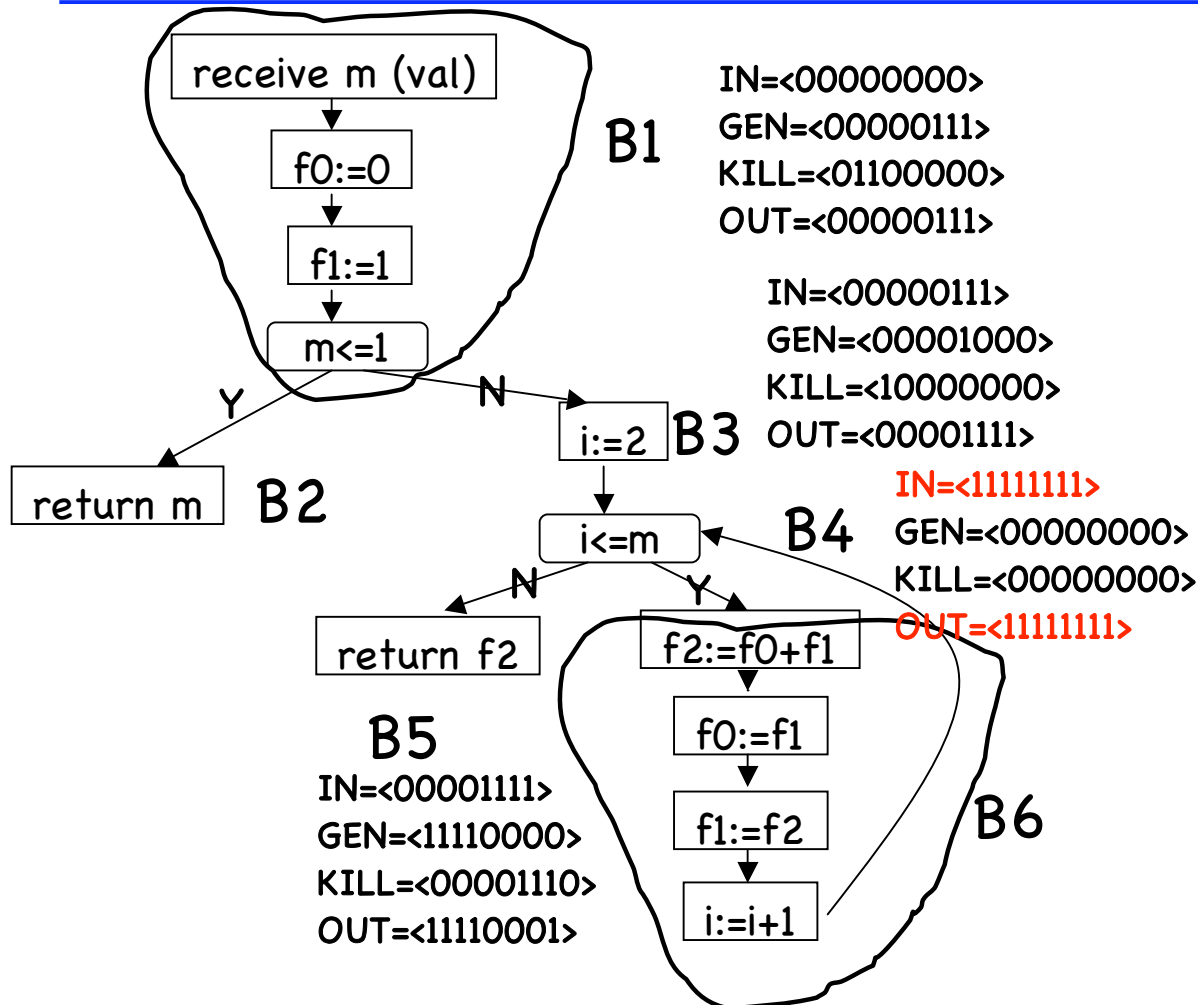 receive m (val)
f0:=0
f1:=1
m<=1
B1
IN=<00000000>
GEN=<00000111>
KILL=<01100000>
OUT=<00000111>
Y
N
return m
B2
i:=2
B3
IN=<00000111>
GEN=<00001000>
KILL=<10000000>
OUT=<00001111>
i<=m
B4
IN=<11111111>
GEN=<00000000>
KILL=<00000000>
OUT=<11111111>
N
Y
return f2
B5
IN=<00001111>
GEN=<11110000>
KILL=<00001110>
OUT=<11110001>
f2:=f0+f1
f0:=f1
f1:=f2
i:=i+1
B6